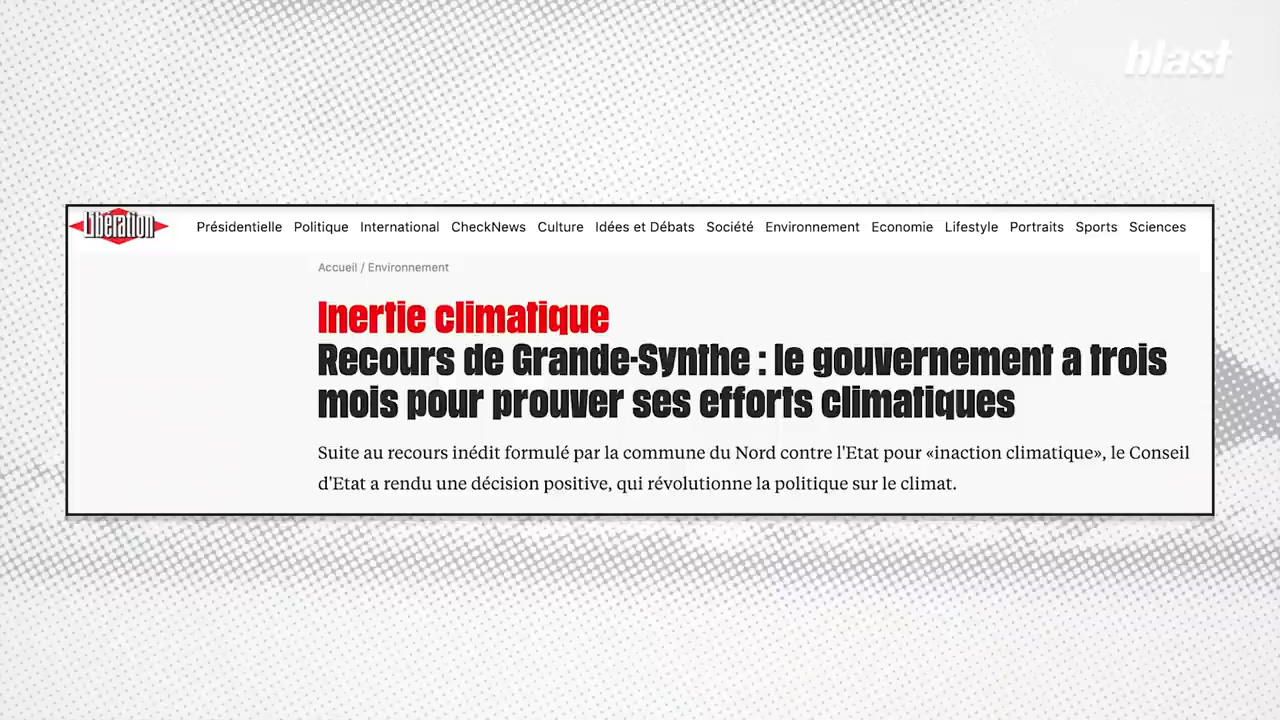 blast
Libération
Présidentielle Politique International CheckNews Culture Idées et Débats Société Environnement Economie Lifestyle Portraits Sports Sciences
Accueil / Environnement
Inertie climatique
Recours de Grande-Synthe : le gouvernement a trois
mois pour prouver ses efforts climatiques
Suite au recours inédit formulé par la commune du Nord contre l'Etat pour «inaction climatique», le Conseil
d'Etat a rendu une décision positive, qui révolutionne la politique sur le climat.